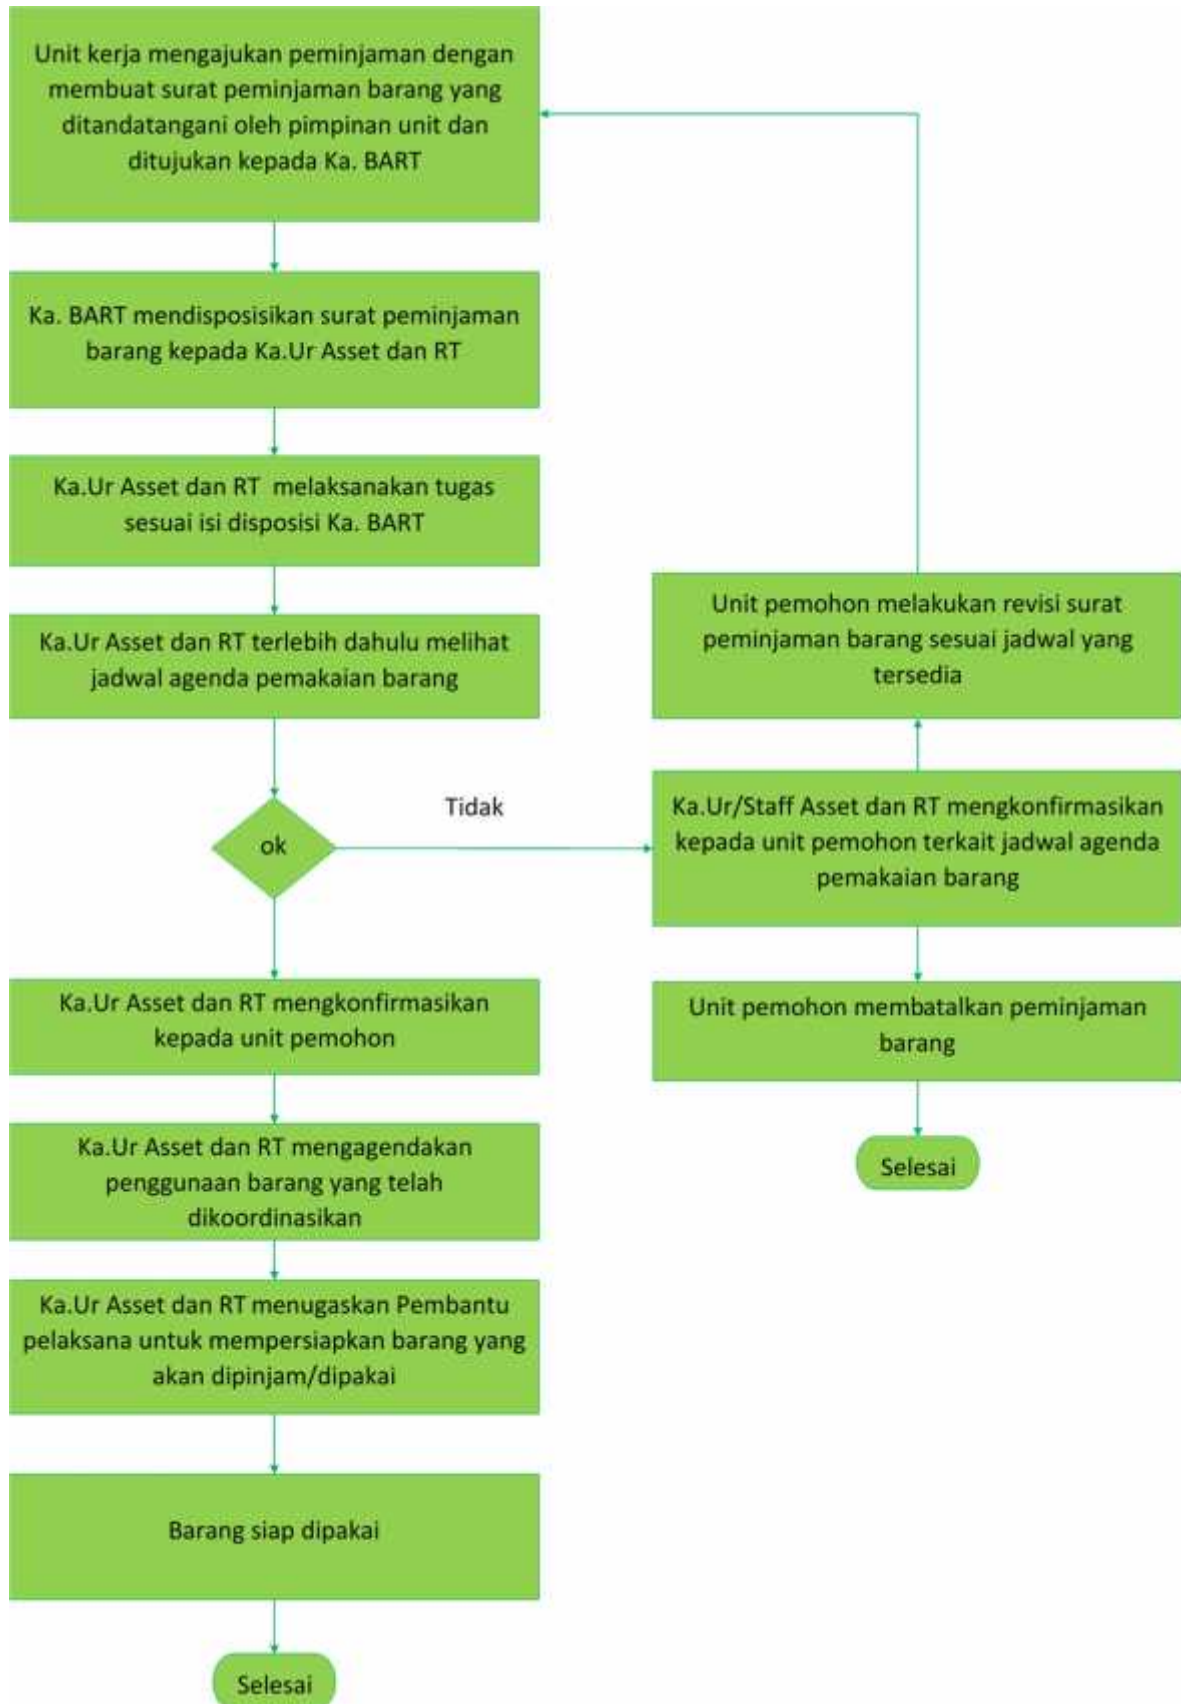 Unit kerja mengajukan peminjaman dengan
membuat surat peminjaman barang yang
ditandatangani oleh pimpinan unit dan
ditujukan kepada Ka. BART
Ka. BART mendisposisikan surat peminjaman
barang kepada Ka.Ur Asset dan RT
Ka.Ur Asset dan RT melaksanakan tugas
sesuai isi disposisi Ka. BART
Ka.Ur Asset dan RT terlebih dahulu melihat
jadwal agenda pemakaian barang
ok
Tidak
Ka.Ur/Staff Asset dan RT mengkonfirmasikan
kepada unit pemohon terkait jadwal agenda
pemakaian barang
Unit pemohon melakukan revisi surat
peminjaman barang sesuai jadwal yang
tersedia
Unit pemohon membatalkan peminjaman
barang
Selesai
Ka.Ur Asset dan RT mengkonfirmasikan
kepada unit pemohon
Ka.Ur Asset dan RT mengagendakan
penggunaan barang yang telah
dikoordinasikan
Ka.Ur Asset dan RT menugaskan Pembantu
pelaksana untuk mempersiapkan barang yang
akan dipinjam/dipakai
Barang siap dipakai
Selesai